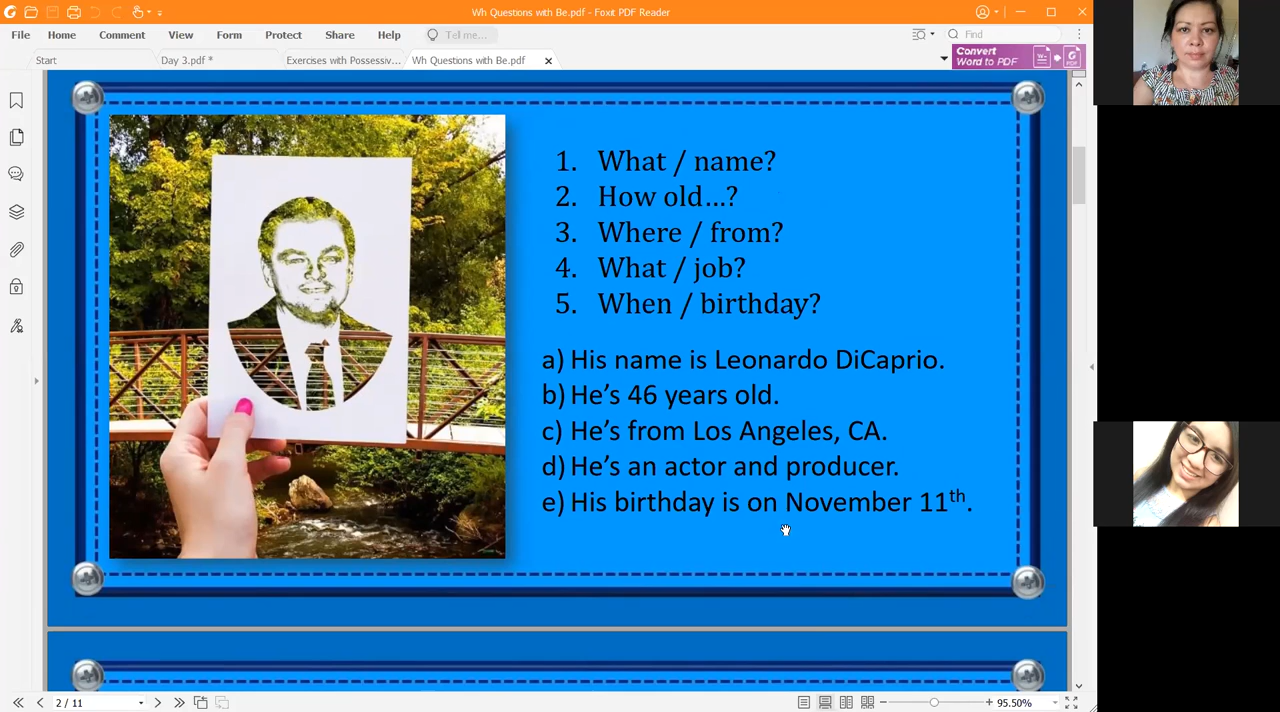 Wh Questions with Be.pdf - Foxit PDF Reader
File Home Comment View Form Protect Share Help Tell me... Find
Start Day 3.pdf * Exercises with Possessiv... Wh Questions with Be.pdf
Convert
Word to PDF
1. What / name?
2. How old...?
3. Where / from?
4. What / job?
5. When / birthday?
a) His name is Leonardo DiCaprio.
b) He's 46 years old.
c) He's from Los Angeles, CA.
d) He's an actor and producer.
e) His birthday is on November 11th.
2 / 11
95.50%